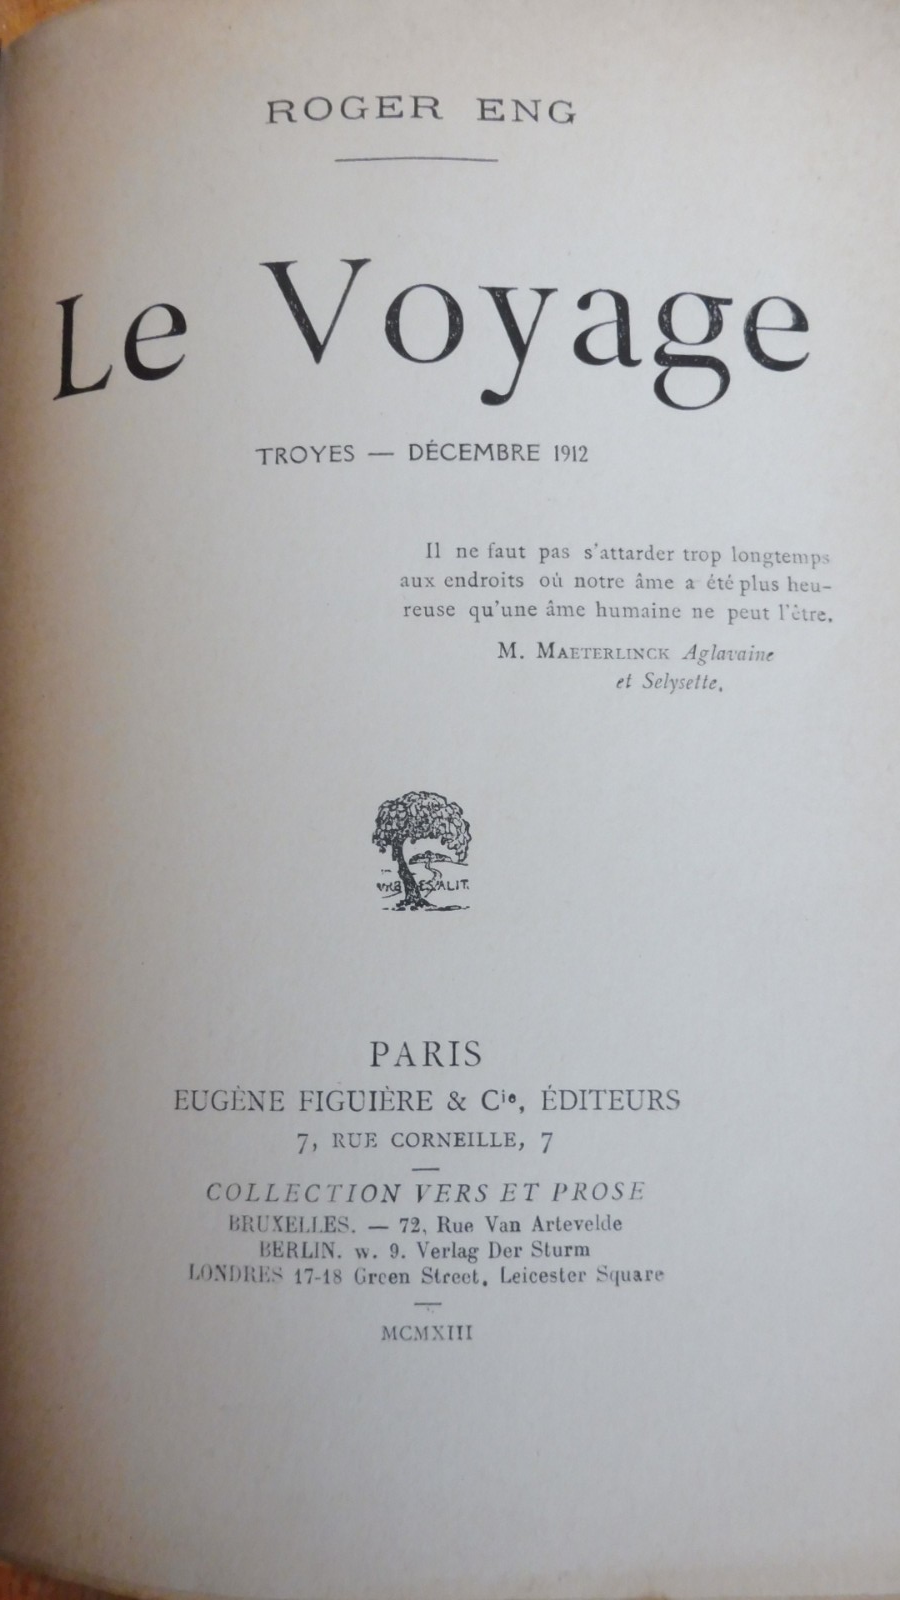 ROGER ENG
Le Voyage
TROYES — DÉCEMBRE 1912
Il ne faut pas s'attarder trop longtemps
aux endroits où notre âme a été plus heu-
reuse qu'une âme humaine ne peut l'être.
M. MAETERLINCK Aglavaine
et Selysette.
ALIT.
PARIS
EUGÈNE FIGUIÈRE & Cie, ÉDITEURS
7, RUE CORNEILLE, 7
COLLECTION VERS ET PROSE
BRUXELLES. — 72, Rue Van Artevelde
BERLIN. w. 9. Verlag Der Sturm
LONDRES 17-18 Green Street, Leicester Square
MCMXIII